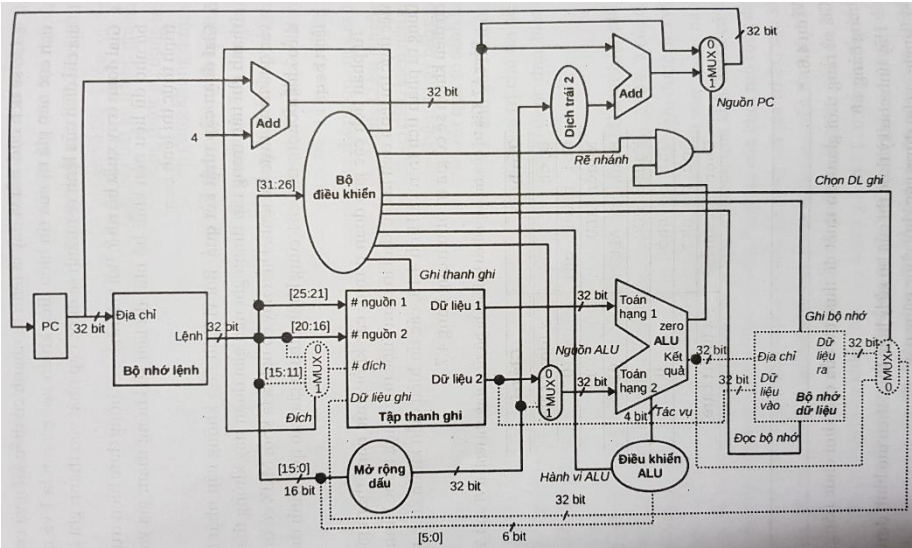 32 bit
0
MUX
1
Add
32 bit
4
Dịch trái 2
Add
Nguồn PC
Rẽ nhánh
Bộ
điều khiển
[31:26]
Chọn DL ghi
Ghi thanh ghi
PC
32 bit
Địa chỉ
Lệnh
Bộ nhớ lệnh
32 bit
[25:21]
[20:16]
[15:11]
0
MUX
1
Đích
# nguồn 1
# nguồn 2
# đích
Dữ liệu ghi
Tập thanh ghi
Dữ liệu 1
Dữ liệu 2
32 bit
Nguồn ALU
0
MUX
1
32 bit
Toán
hạng 1
zero
ALU
Kết
quả
Toán
hạng 2
4 bit
Tác vụ
32 bit
32 bit
Ghi bộ nhớ
Địa chỉ
Dữ
liệu
ra
Dữ
liệu
vào
Bộ nhớ
dữ liệu
Đọc bộ nhớ
32 bit
1
MUX
0
[15:0]
16 bit
Mở rộng
dấu
32 bit
Hành vi ALU
Điều khiển
ALU
32 bit
[5:0]
6 bit